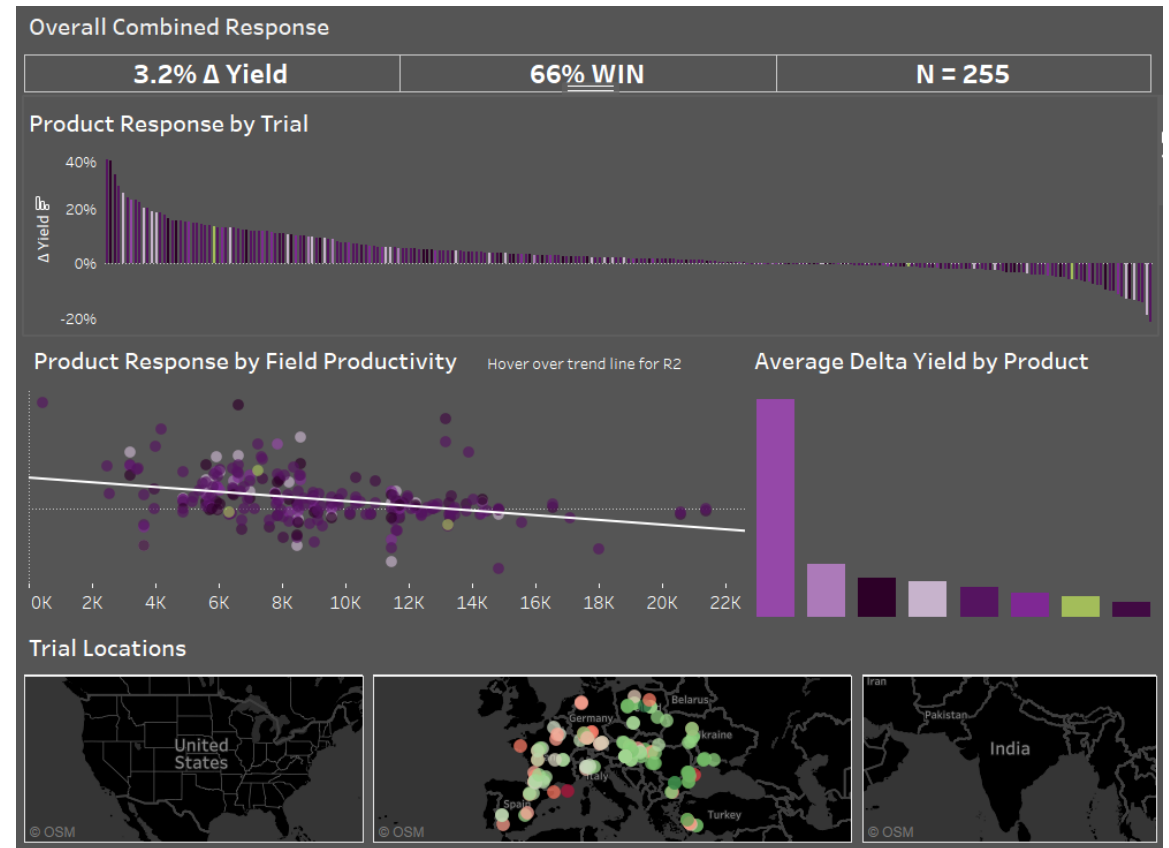 Overall Combined Response
3.2% Δ Yield
66% WIN
N = 255
Product Response by Trial
40%
20%
0%
-20%
Δ Yield
Product Response by Field Productivity
Hover over trend line for R2
0K 2K 4K 6K 8K 10K 12K 14K 16K 18K 20K 22K
Average Delta Yield by Product
Trial Locations
United
States
© OSM
Belarus
Germany
Ukraine
Italy
Spain
Turkey
© OSM
Iran
Pakistan
India
© OSM